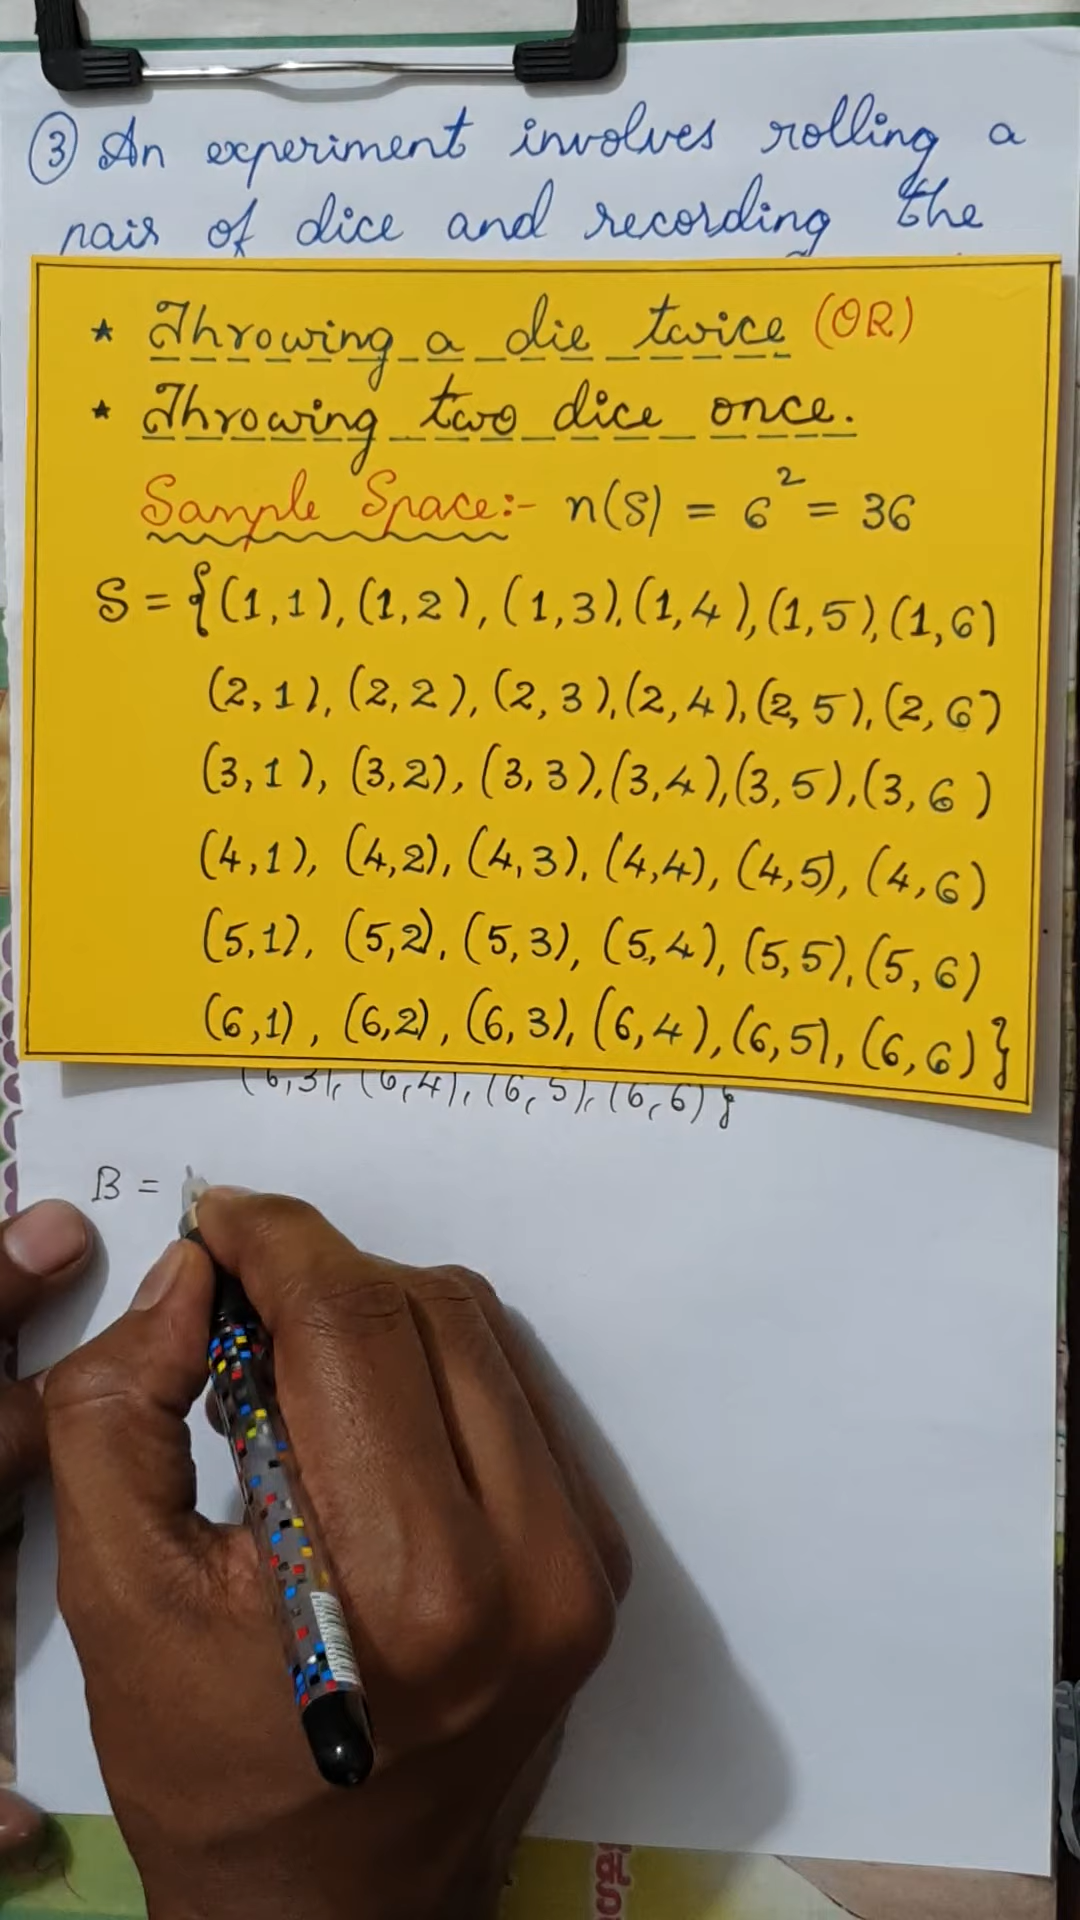 ③ An experiment involves rolling a
pair of dice and recording the
★ Throwing a die twice (OR)
★ Throwing two dice once.
Sample Space:- n(S) = 6² = 36
S = {(1,1), (1,2), (1,3), (1,4), (1,5), (1,6)
(2,1), (2,2), (2,3), (2,4), (2,5), (2,6)
(3,1), (3,2), (3,3), (3,4), (3,5), (3,6)
(4,1), (4,2), (4,3), (4,4), (4,5), (4,6)
(5,1), (5,2), (5,3), (5,4), (5,5), (5,6)
(6,1), (6,2), (6,3), (6,4), (6,5), (6,6)}
(6,3), (6,4), (6,5), (6,6)}
B =